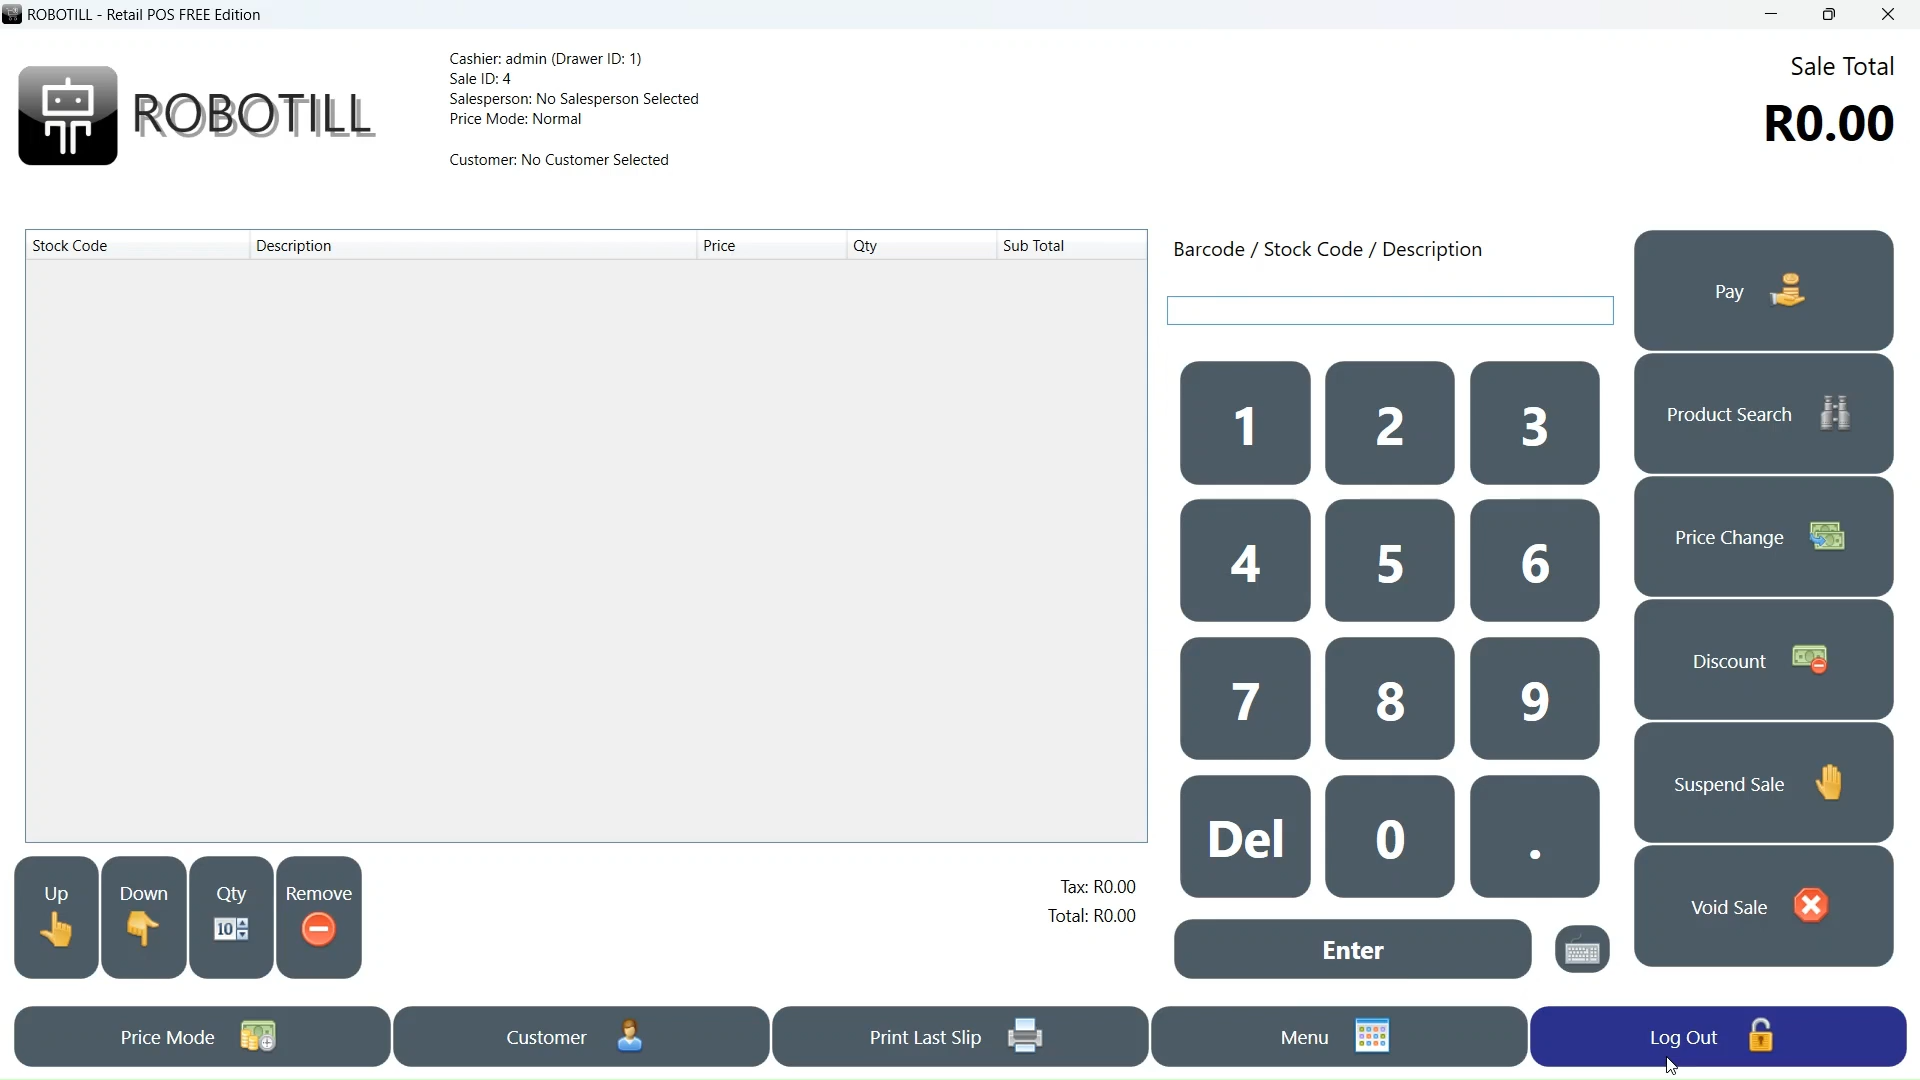 ROBOTILL - Retail POS FREE Edition
ROBOTILL
Cashier: admin (Drawer ID: 1)
Sale ID: 4
Salesperson: No Salesperson Selected
Price Mode: Normal
Customer: No Customer Selected
Sale Total
R0.00
Stock Code Description Price Qty Sub Total
Barcode / Stock Code / Description
1 2 3
4 5 6
7 8 9
Del 0 .
Enter
Pay
Product Search
Price Change
Discount
Suspend Sale
Void Sale
Up Down Qty Remove
10
Tax: R0.00
Total: R0.00
Price Mode Customer Print Last Slip Menu Log Out